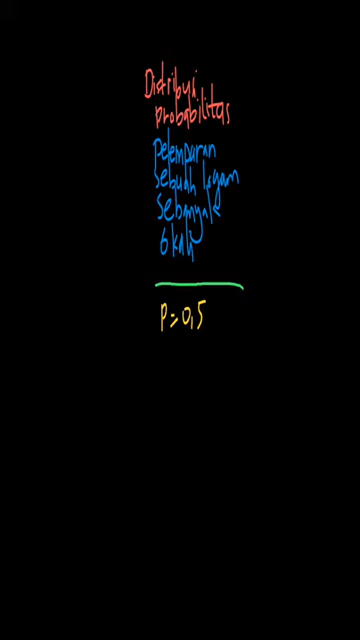 Distribusi
probabilitas
Pelemparan
sebuah logam
sebanyak
6 kali
P = 0,5